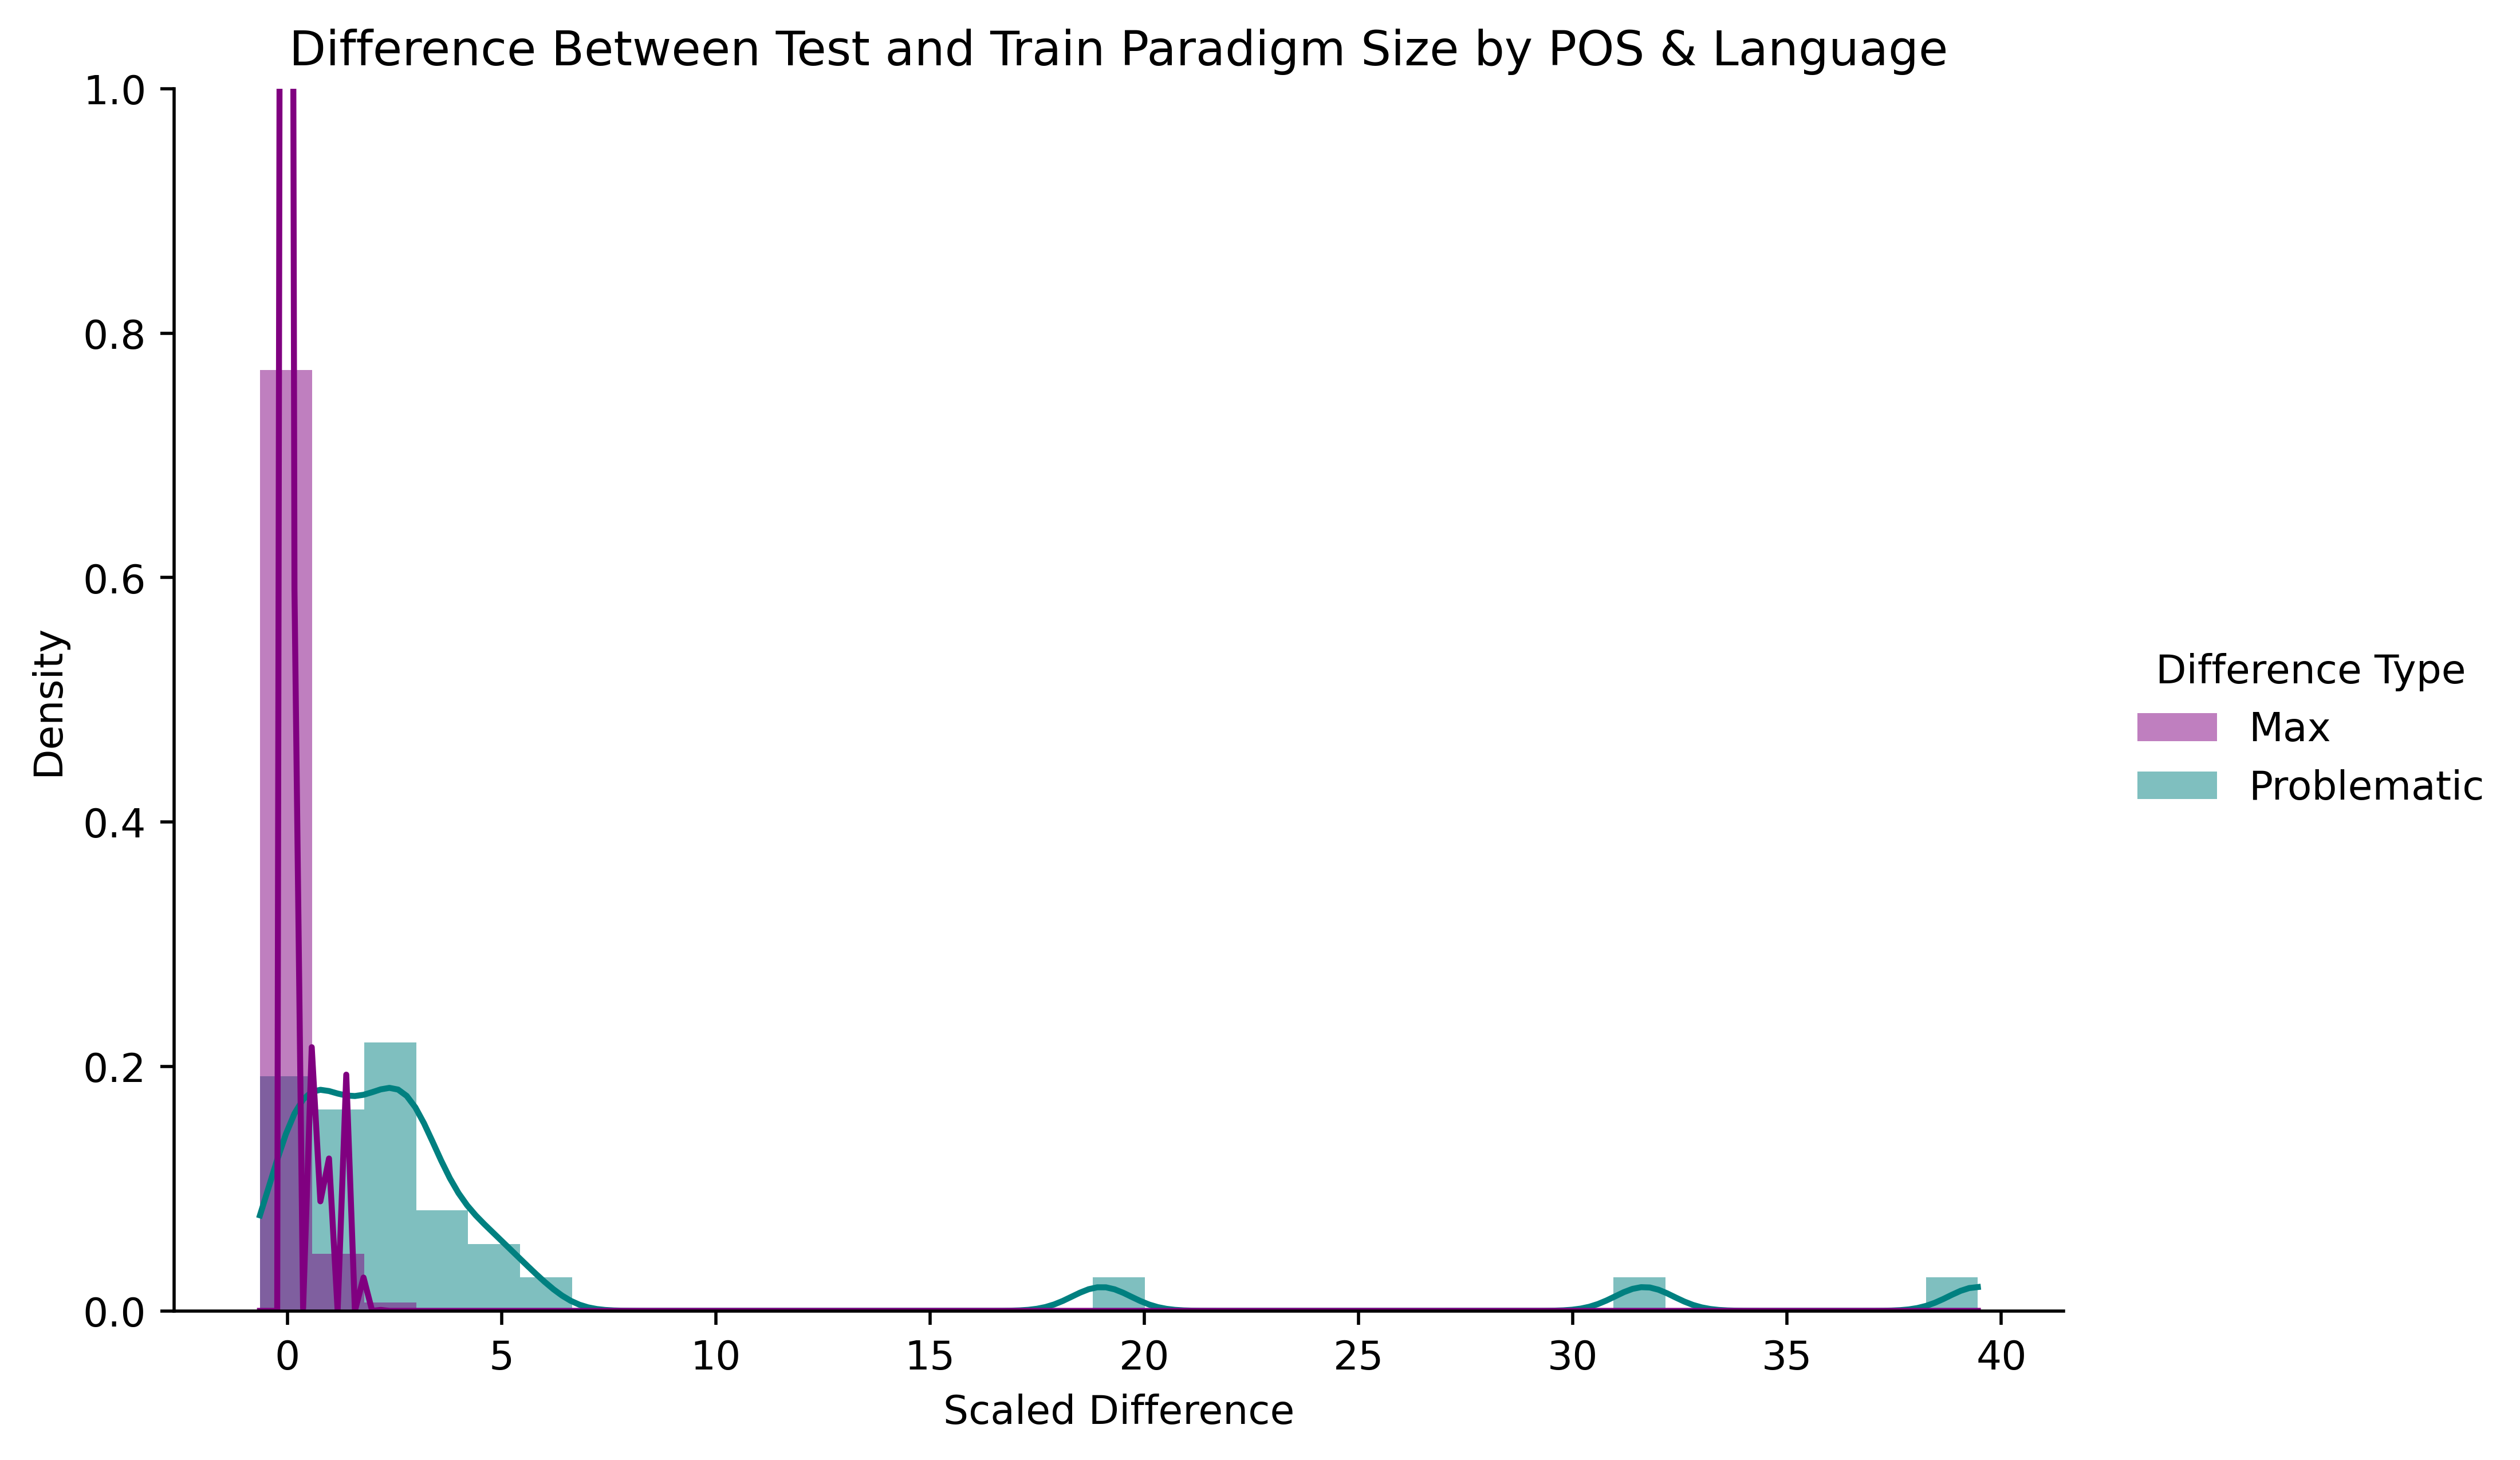 Difference Between Test and Train Paradigm Size by POS & Language
1.0
0.8
0.6
0.4
0.2
0.0
Density
0 5 10 15 20 25 30 35 40
Scaled Difference
Difference Type
Max
Problematic